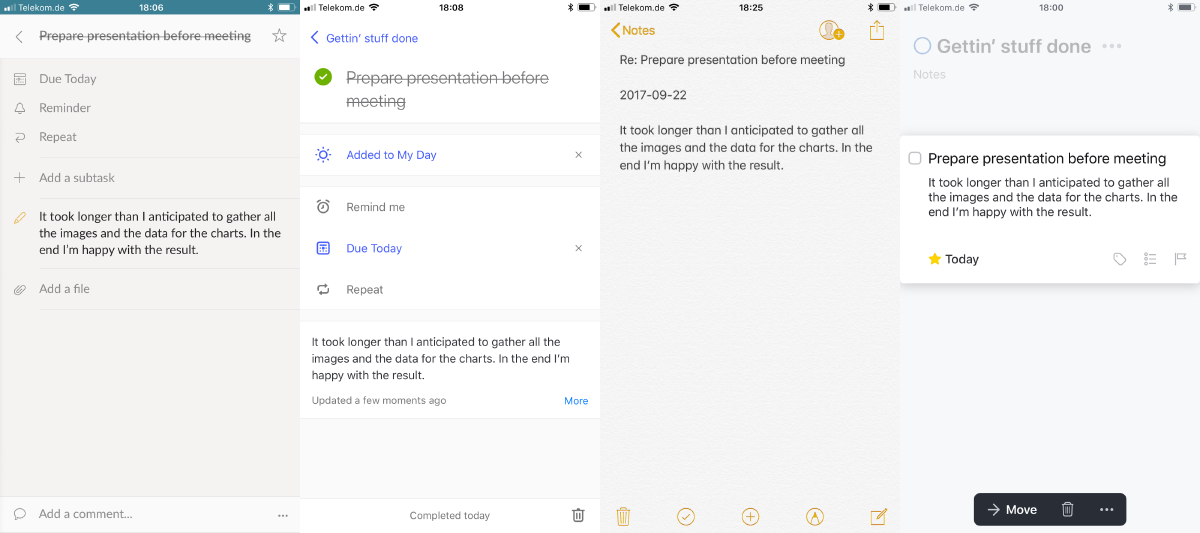 Telekom.de 18:06
Prepare presentation before meeting
Due Today
Reminder
Repeat
Add a subtask
It took longer than I anticipated to gather all
the images and the data for the charts. In the
end I'm happy with the result.
Add a file
Add a comment...
Telekom.de 18:08
Gettin' stuff done
Prepare presentation before
meeting
Added to My Day
Remind me
Due Today
Repeat
It took longer than I anticipated to gather all the
images and the data for the charts. In the end I'm
happy with the result.
Updated a few moments ago More
Completed today
Telekom.de 18:25
Notes
Re: Prepare presentation before meeting
2017-09-22
It took longer than I anticipated to gather all
the images and the data for the charts. In the
end I'm happy with the result.
Telekom.de 18:00
Gettin' stuff done
Notes
Prepare presentation before meeting
It took longer than I anticipated to gather all
the images and the data for the charts. In the
end I'm happy with the result.
Today
Move